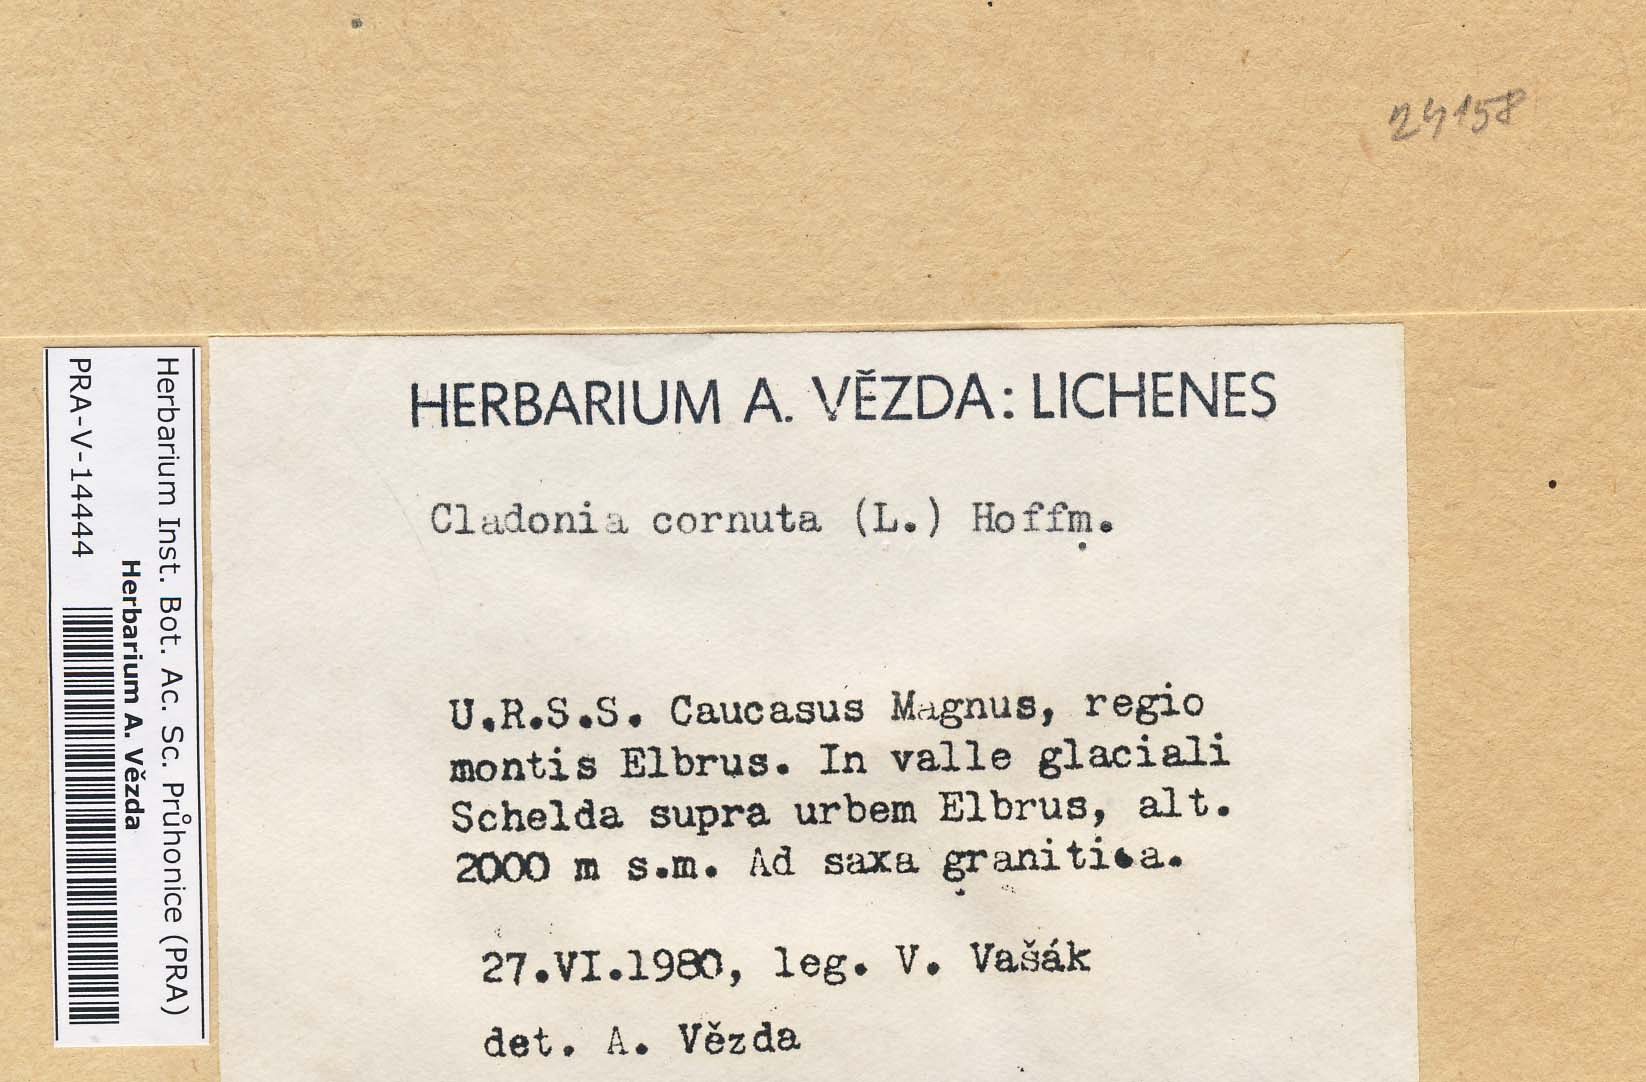 24158
HERBARIUM A. VĚZDA: LICHENES
Cladonia cornuta (L.) Hoffm.
U.R.S.S. Caucasus Magnus, regio
montis Elbrus. In valle glaciali
Schelda supra urbem Elbrus, alt.
2000 m s.m. Ad saxa granitica.
27.VI.1980, leg. V. Vašák
det. A. Vězda
Herbarium Inst. Bot. Ac. Sc. Průhonice (PRA)
Herbarium A. Vězda
PRA-V-14444